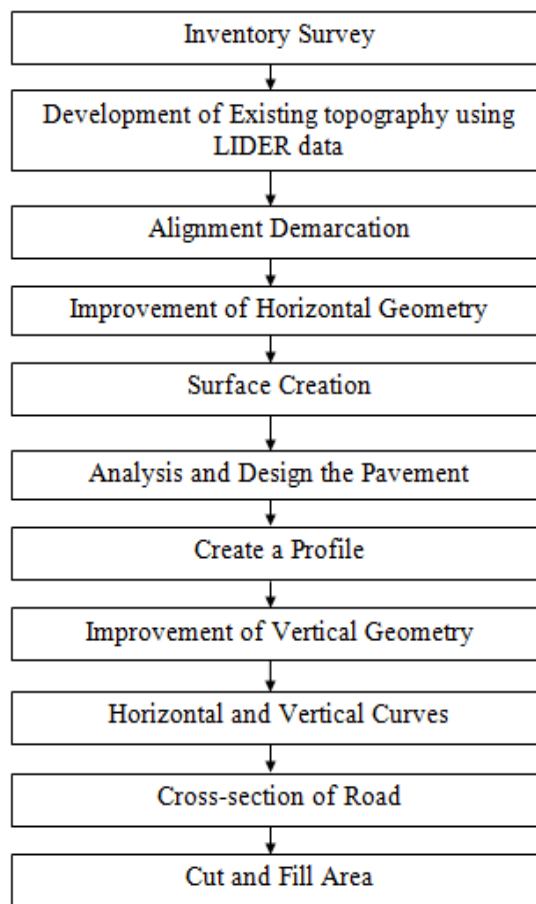 Inventory Survey
Development of Existing topography using
LIDER data
Alignment Demarcation
Improvement of Horizontal Geometry
Surface Creation
Analysis and Design the Pavement
Create a Profile
Improvement of Vertical Geometry
Horizontal and Vertical Curves
Cross-section of Road
Cut and Fill Area